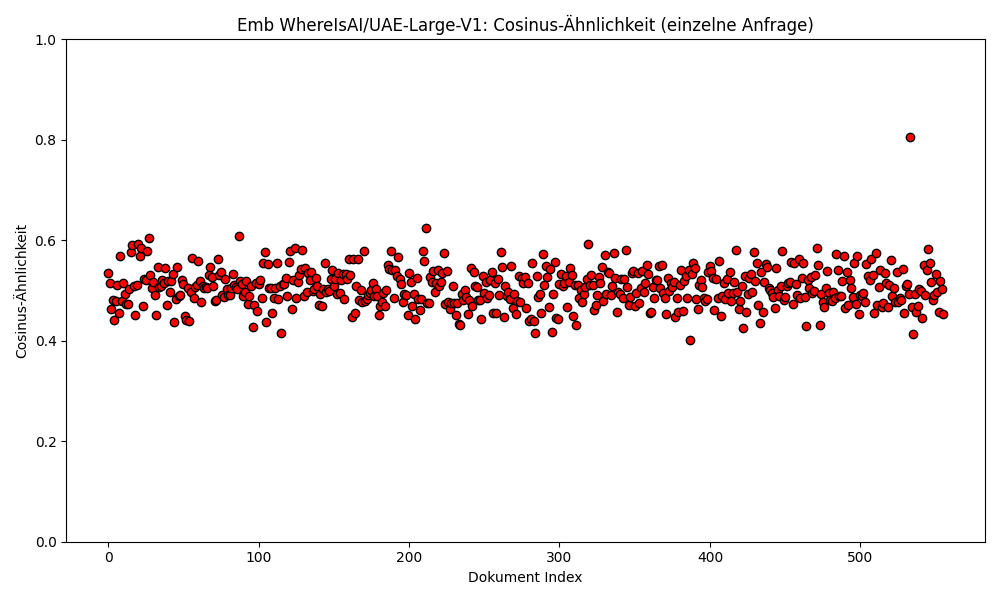 Emb WhereIsAI/UAE-Large-V1: Cosinus-Ähnlichkeit (einzelne Anfrage)
1.0
0.8
0.6
0.4
0.2
0.0
Cosinus-Ähnlichkeit
0 100 200 300 400 500
Dokument Index